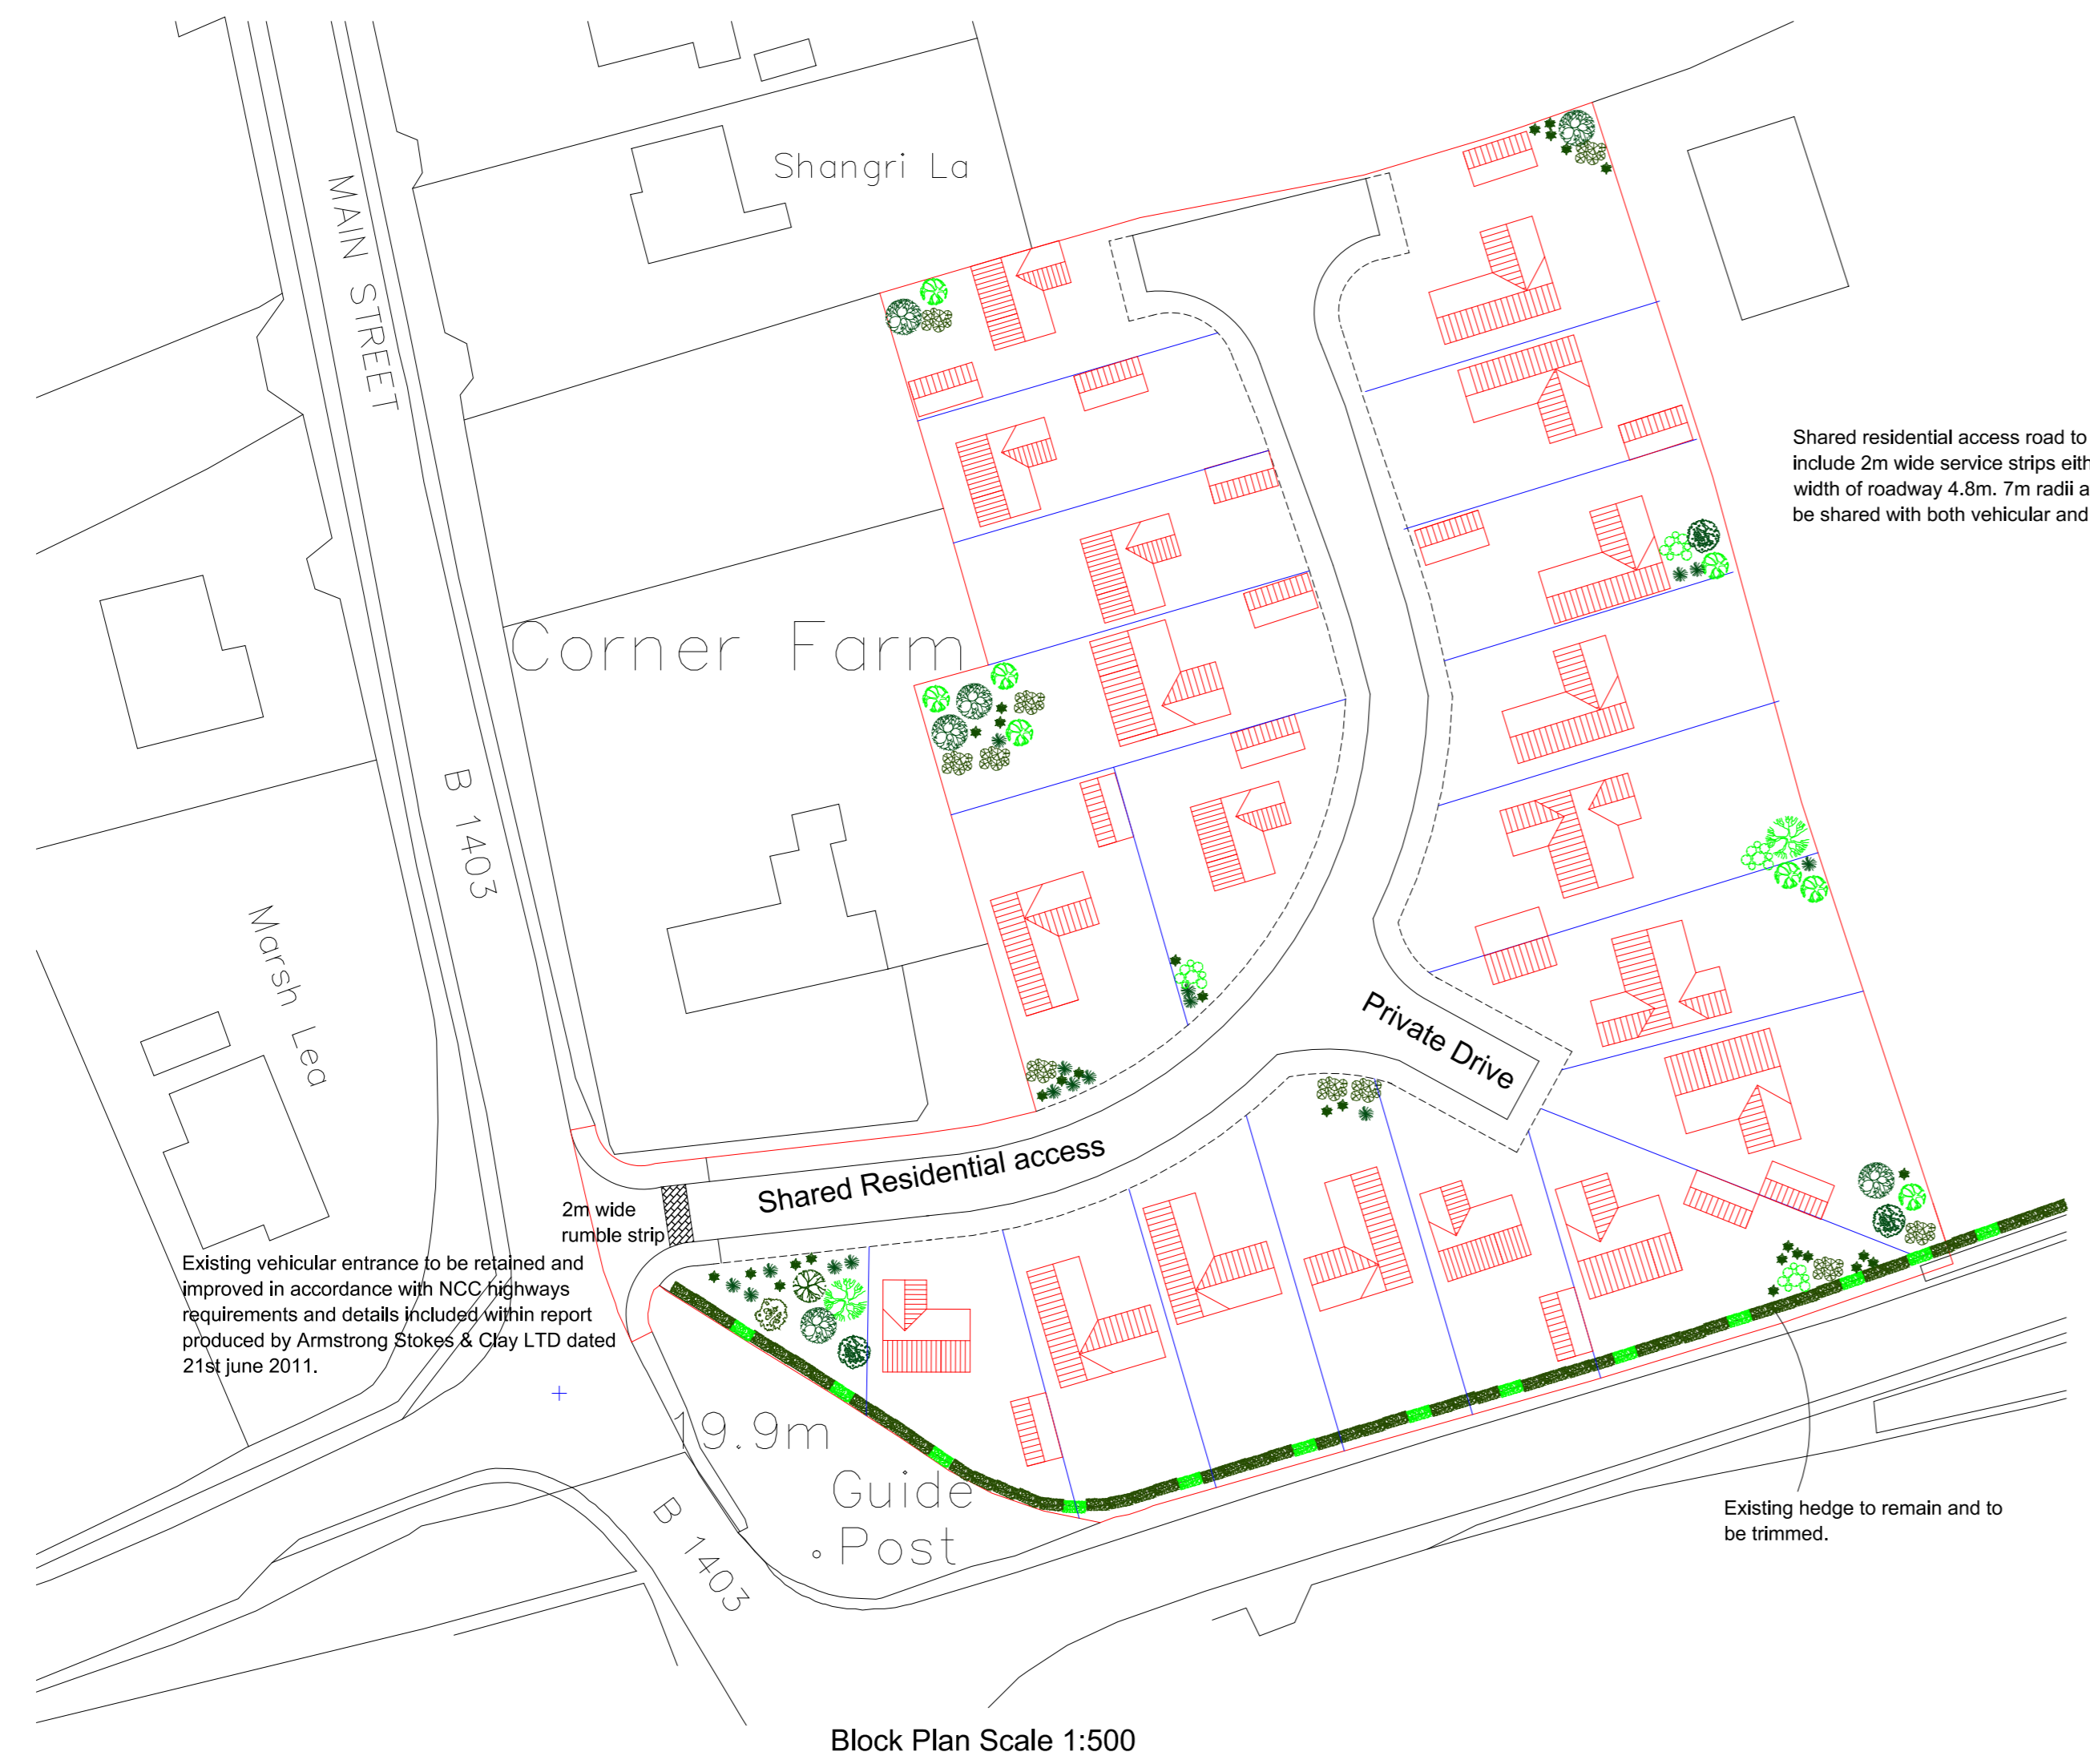 Shangri La
MAIN STREET
Shared residential access road to
include 2m wide service strips eith
width of roadway 4.8m. 7m radii a
be shared with both vehicular and
Corner Farm
B 1403
Marsh Lea
Private Drive
Shared Residential access
2m wide
rumble strip
Existing vehicular entrance to be retained and
improved in accordance with NCC highways
requirements and details included within report
produced by Armstrong Stokes & Clay LTD dated
21st june 2011.
19.9m
Guide
Post
B 1403
Existing hedge to remain and to
be trimmed.
Block Plan Scale 1:500